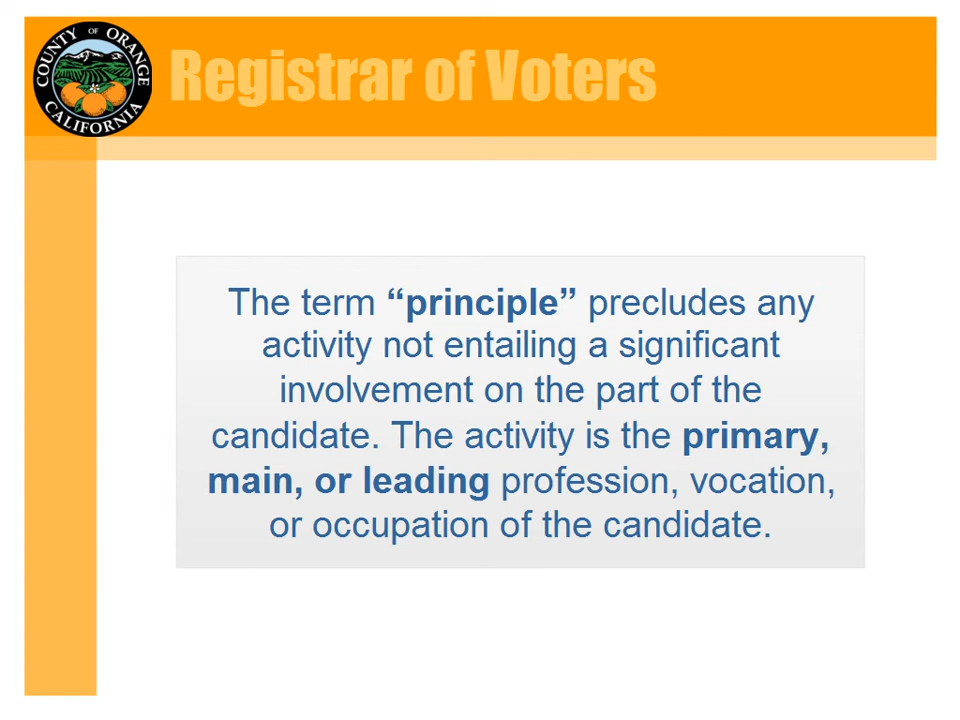 COUNTY OF ORANGE
CALIFORNIA
Registrar of Voters
The term “principle” precludes any
activity not entailing a significant
involvement on the part of the
candidate. The activity is the primary,
main, or leading profession, vocation,
or occupation of the candidate.